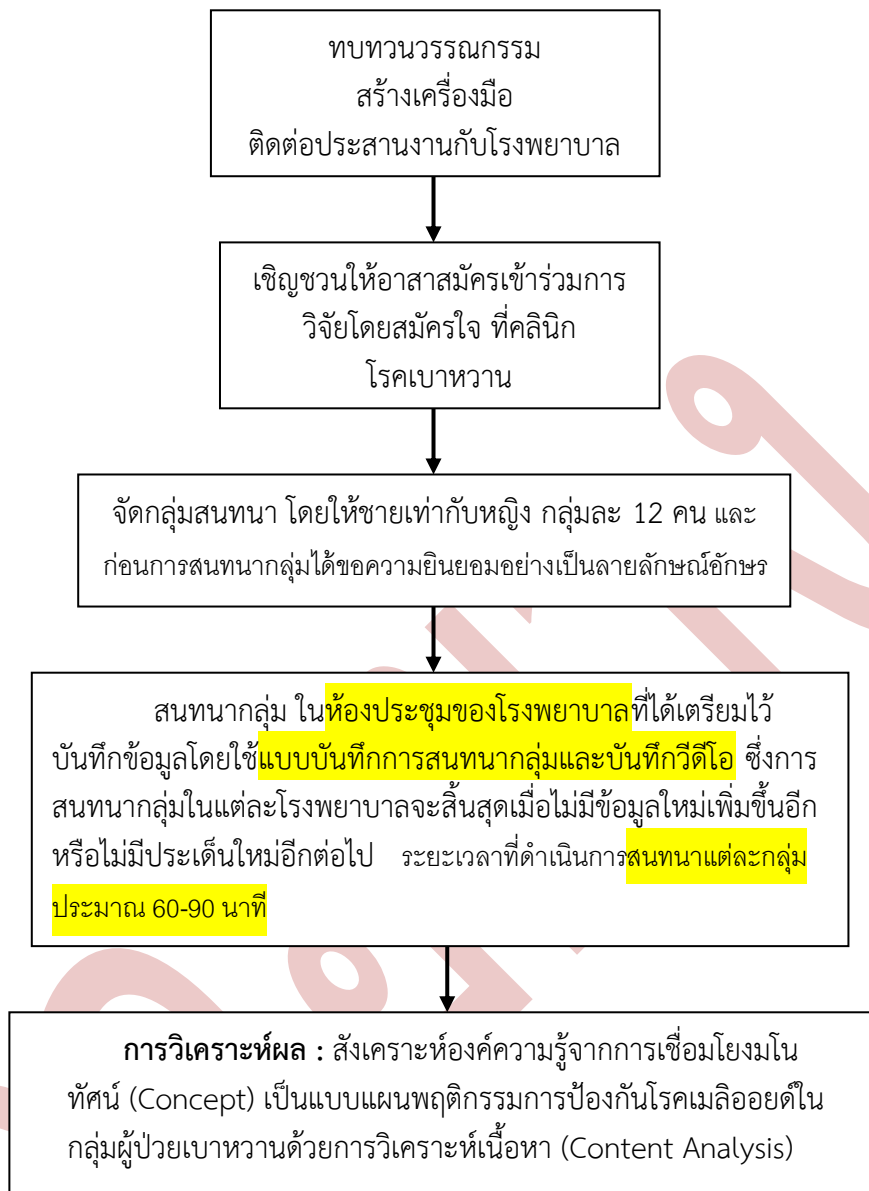 ทบทวนวรรณกรรม
สร้างเครื่องมือ
ติดต่อประสานงานกับโรงพยาบาล
เชิญชวนให้อาสาสมัครเข้าร่วมการ
วิจัยโดยสมัครใจ ที่คลินิก
โรคเบาหวาน
จัดกลุ่มสนทนา โดยให้ชายเท่ากับหญิง กลุ่มละ 12 คน และ
ก่อนการสนทนากลุ่มได้ขอความยินยอมอย่างเป็นลายลักษณ์อักษร
สนทนากลุ่ม ในห้องประชุมของโรงพยาบาลที่ได้เตรียมไว้
บันทึกข้อมูลโดยใช้แบบบันทึกการสนทนากลุ่มและบันทึกวีดีโอ ซึ่งการ
สนทนากลุ่มในแต่ละโรงพยาบาลจะสิ้นสุดเมื่อไม่มีข้อมูลใหม่เพิ่มขึ้นอีก
หรือไม่มีประเด็นใหม่อีกต่อไป ระยะเวลาที่ดำเนินการสนทนาแต่ละกลุ่ม
ประมาณ 60-90 นาที
การวิเคราะห์ผล : สังเคราะห์องค์ความรู้จากการเชื่อมโยงมโน
ทัศน์ (Concept) เป็นแบบแผนพฤติกรรมการป้องกันโรคเมลิออยด์ใน
กลุ่มผู้ป่วยเบาหวานด้วยการวิเคราะห์เนื้อหา (Content Analysis)